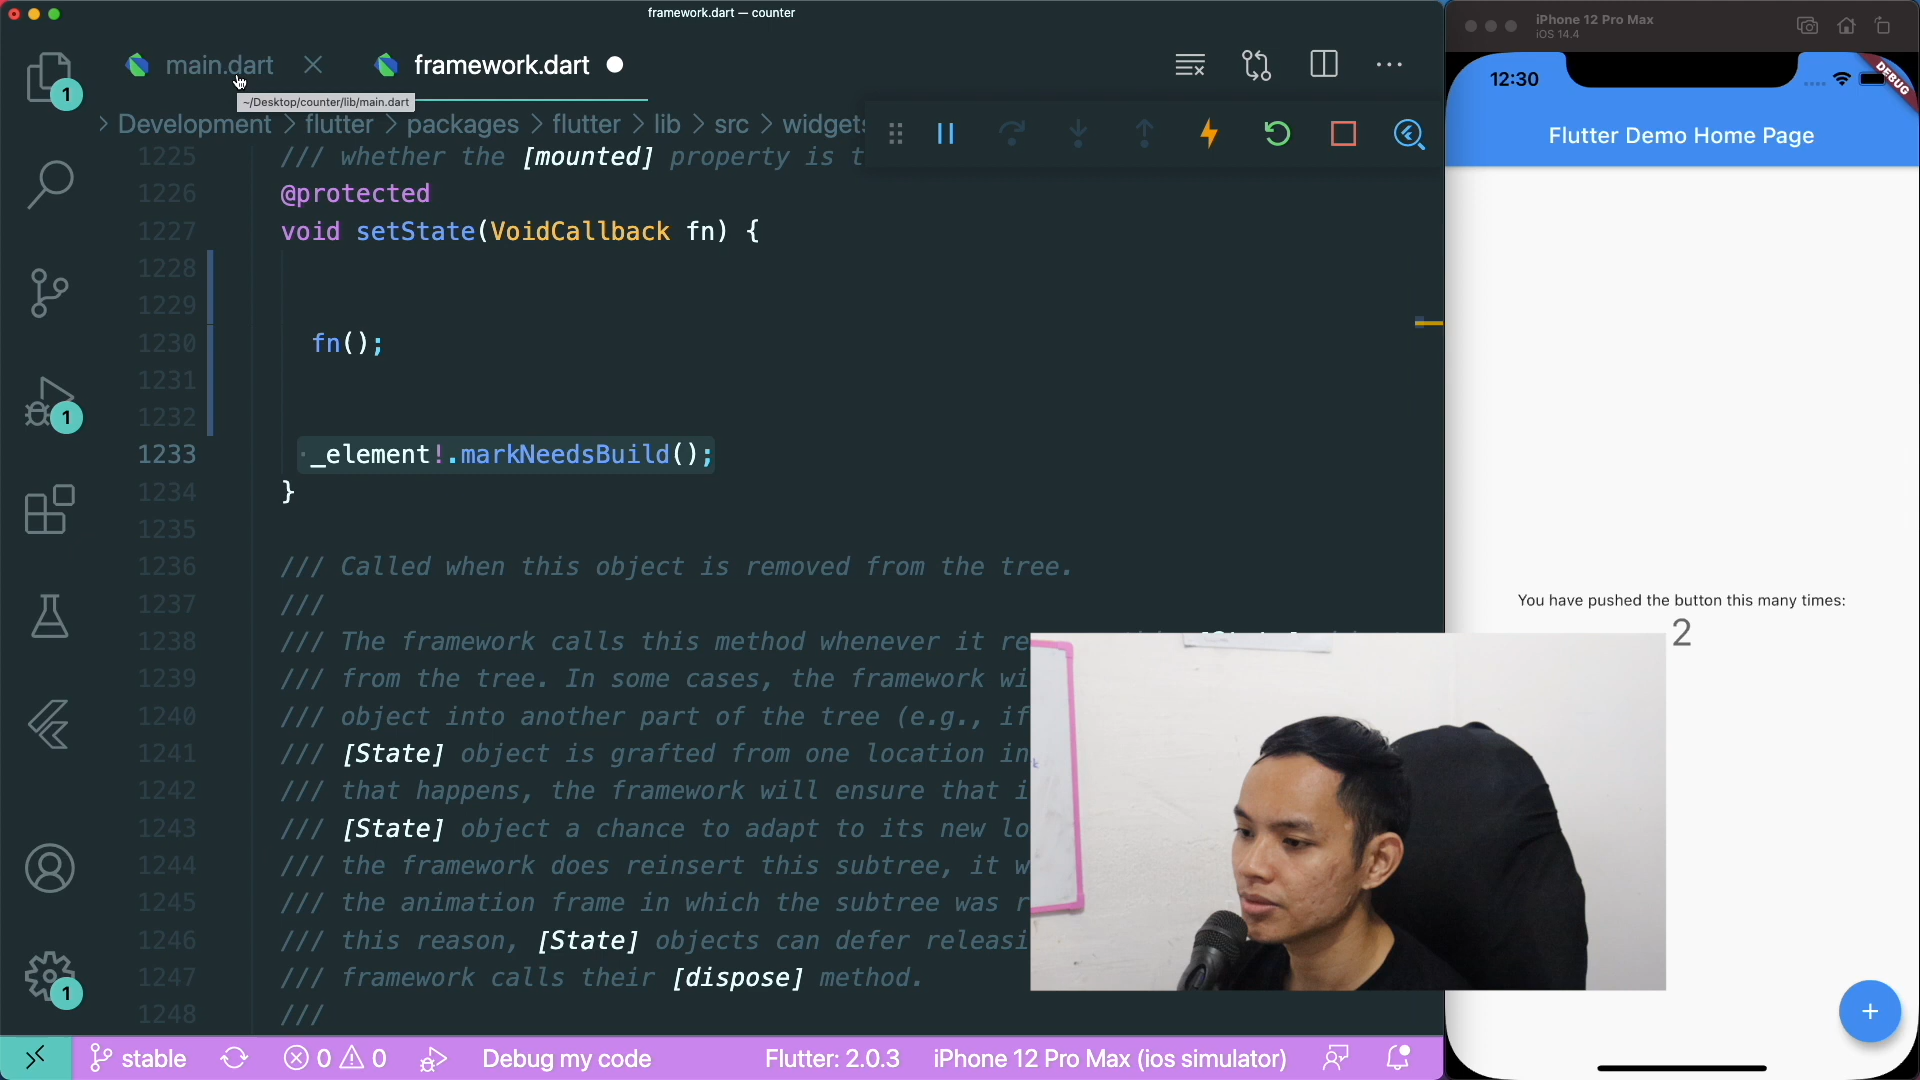 framework.dart — counter
main.dart
framework.dart
~/Desktop/counter/lib/main.dart
> Development > flutter > packages > flutter > lib > src > widgets
1225 /// whether the [mounted] property is t
1226 @protected
1227 void setState(VoidCallback fn) {
1228
1229
1230 fn();
1231
1232
1233 _element!.markNeedsBuild();
1234 }
1235
1236 /// Called when this object is removed from the tree.
1237 ///
1238 /// The framework calls this method whenever it re
1239 /// from the tree. In some cases, the framework wi
1240 /// object into another part of the tree (e.g., if
1241 /// [State] object is grafted from one location in
1242 /// that happens, the framework will ensure that i
1243 /// [State] object a chance to adapt to its new lo
1244 /// the framework does reinsert this subtree, it w
1245 /// the animation frame in which the subtree was r
1246 /// this reason, [State] objects can defer releasi
1247 /// framework calls their [dispose] method.
1248 ///
1
1
1
stable
0
0
Debug my code
Flutter: 2.0.3
iPhone 12 Pro Max (ios simulator)
iPhone 12 Pro Max
iOS 14.4
12:30
DEBUG
Flutter Demo Home Page
You have pushed the button this many times:
2
+